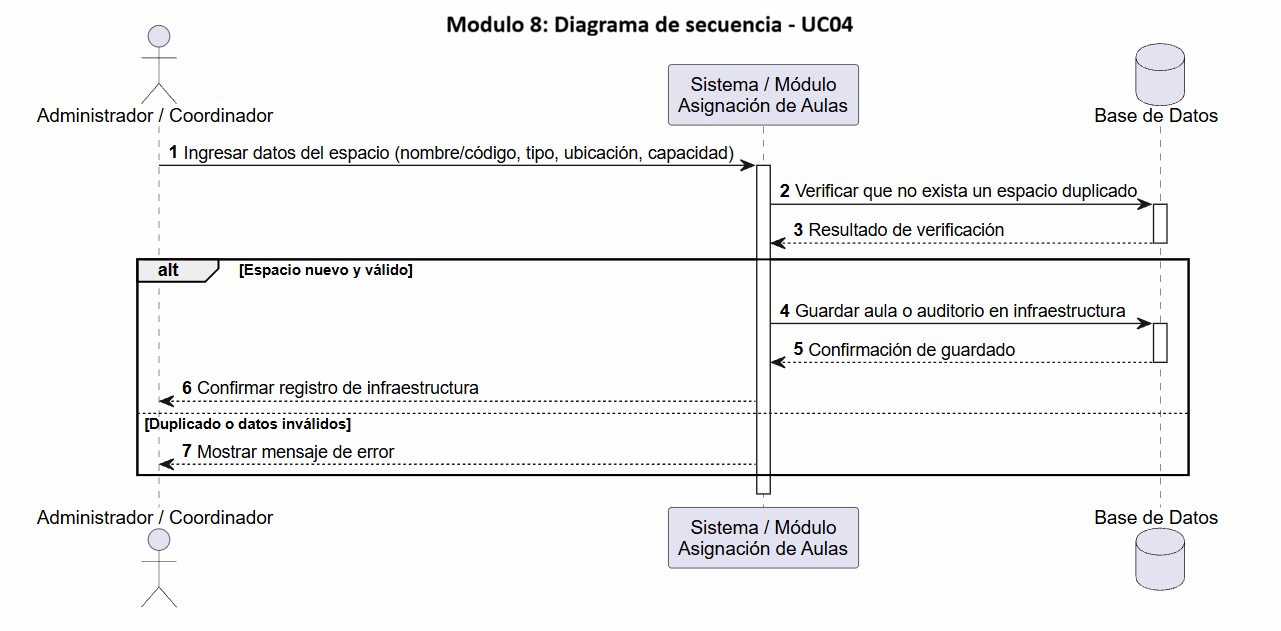 Modulo 8: Diagrama de secuencia - UC04
Administrador / Coordinador
Sistema / Módulo
Asignación de Aulas
Base de Datos
1 Ingresar datos del espacio (nombre/código, tipo, ubicación, capacidad)
2 Verificar que no exista un espacio duplicado
3 Resultado de verificación
alt [Espacio nuevo y válido]
4 Guardar aula o auditorio en infraestructura
5 Confirmación de guardado
6 Confirmar registro de infraestructura
[Duplicado o datos inválidos]
7 Mostrar mensaje de error
Administrador / Coordinador
Sistema / Módulo
Asignación de Aulas
Base de Datos